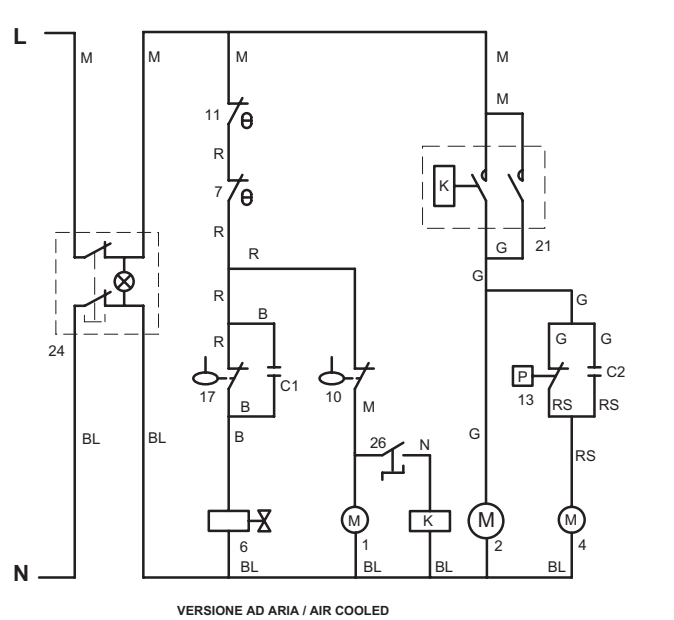 L
M M M M
M
11 θ
R
K
7 θ
R
G 21
R
G
R B G
R G G
P C2
17 C1 10 13
B M RS RS
26 N
BL BL B G RS
M K M M
6 1 2 4
N BL BL BL BL
VERSIONE AD ARIA / AIR COOLED
24